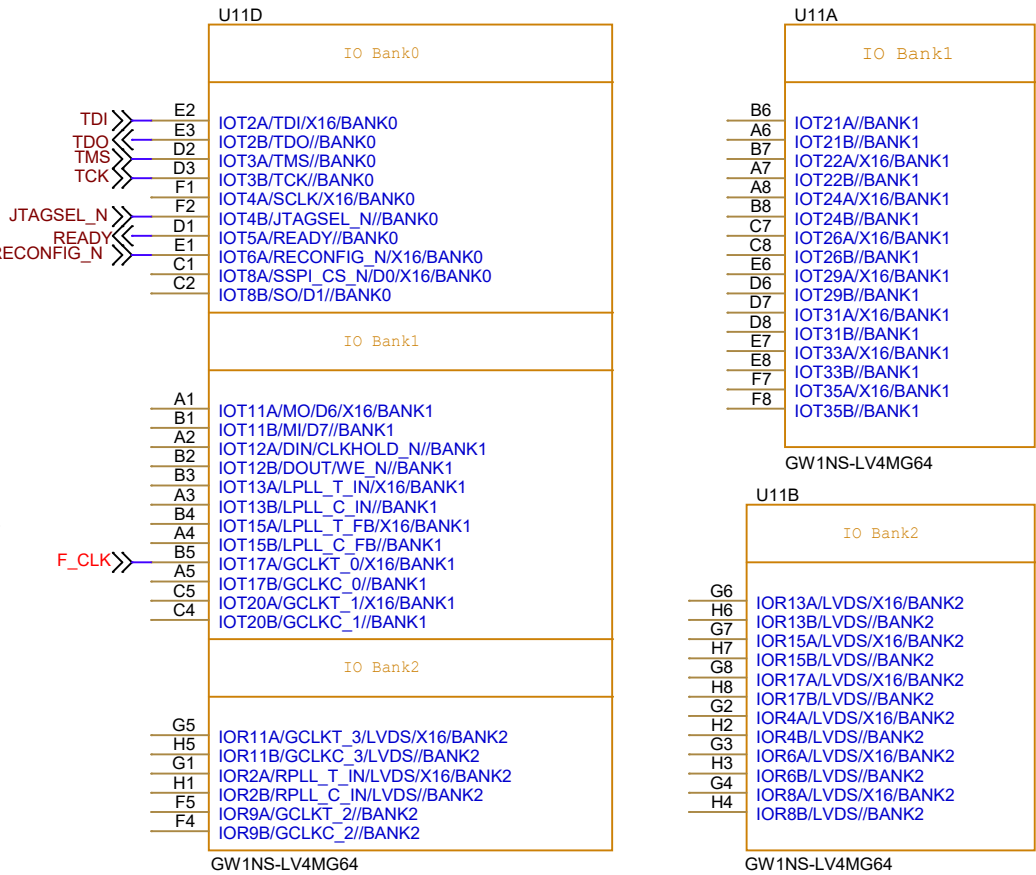 U11D
IO Bank0
TDI E2 IOT2A/TDI/X16/BANK0
TDO E3 IOT2B/TDO//BANK0
TMS D2 IOT3A/TMS//BANK0
TCK D3 IOT3B/TCK//BANK0
F1 IOT4A/SCLK/X16/BANK0
JTAGSEL_N F2 IOT4B/JTAGSEL_N//BANK0
READY D1 IOT5A/READY//BANK0
RECONFIG_N E1 IOT6A/RECONFIG_N/X16/BANK0
C1 IOT8A/SSPI_CS_N/D0/X16/BANK0
C2 IOT8B/SO/D1//BANK0
IO Bank1
A1 IOT11A/MO/D6/X16/BANK1
B1 IOT11B/MI/D7//BANK1
A2 IOT12A/DIN/CLKHOLD_N//BANK1
B2 IOT12B/DOUT/WE_N//BANK1
B3 IOT13A/LPLL_T_IN/X16/BANK1
A3 IOT13B/LPLL_C_IN//BANK1
B4 IOT15A/LPLL_T_FB/X16/BANK1
A4 IOT15B/LPLL_C_FB//BANK1
F_CLK B5 IOT17A/GCLKT_0/X16/BANK1
A5 IOT17B/GCLKC_0//BANK1
C5 IOT20A/GCLKT_1/X16/BANK1
C4 IOT20B/GCLKC_1//BANK1
IO Bank2
G5 IOR11A/GCLKT_3/LVDS/X16/BANK2
H5 IOR11B/GCLKC_3/LVDS//BANK2
G1 IOR2A/RPLL_T_IN/LVDS/X16/BANK2
H1 IOR2B/RPLL_C_IN/LVDS//BANK2
F5 IOR9A/GCLKT_2//BANK2
F4 IOR9B/GCLKC_2//BANK2
GW1NS-LV4MG64
U11A
IO Bank1
B6 IOT21A//BANK1
A6 IOT21B//BANK1
B7 IOT22A/X16/BANK1
A7 IOT22B//BANK1
A8 IOT24A/X16/BANK1
B8 IOT24B//BANK1
C7 IOT26A/X16/BANK1
C8 IOT26B//BANK1
E6 IOT29A/X16/BANK1
D6 IOT29B//BANK1
D7 IOT31A/X16/BANK1
D8 IOT31B//BANK1
E7 IOT33A/X16/BANK1
E8 IOT33B//BANK1
F7 IOT35A/X16/BANK1
F8 IOT35B//BANK1
GW1NS-LV4MG64
U11B
IO Bank2
G6 IOR13A/LVDS/X16/BANK2
H6 IOR13B/LVDS//BANK2
G7 IOR15A/LVDS/X16/BANK2
H7 IOR15B/LVDS//BANK2
G8 IOR17A/LVDS/X16/BANK2
H8 IOR17B/LVDS//BANK2
G2 IOR4A/LVDS/X16/BANK2
H2 IOR4B/LVDS//BANK2
G3 IOR6A/LVDS/X16/BANK2
H3 IOR6B/LVDS//BANK2
G4 IOR8A/LVDS/X16/BANK2
H4 IOR8B/LVDS//BANK2
GW1NS-LV4MG64